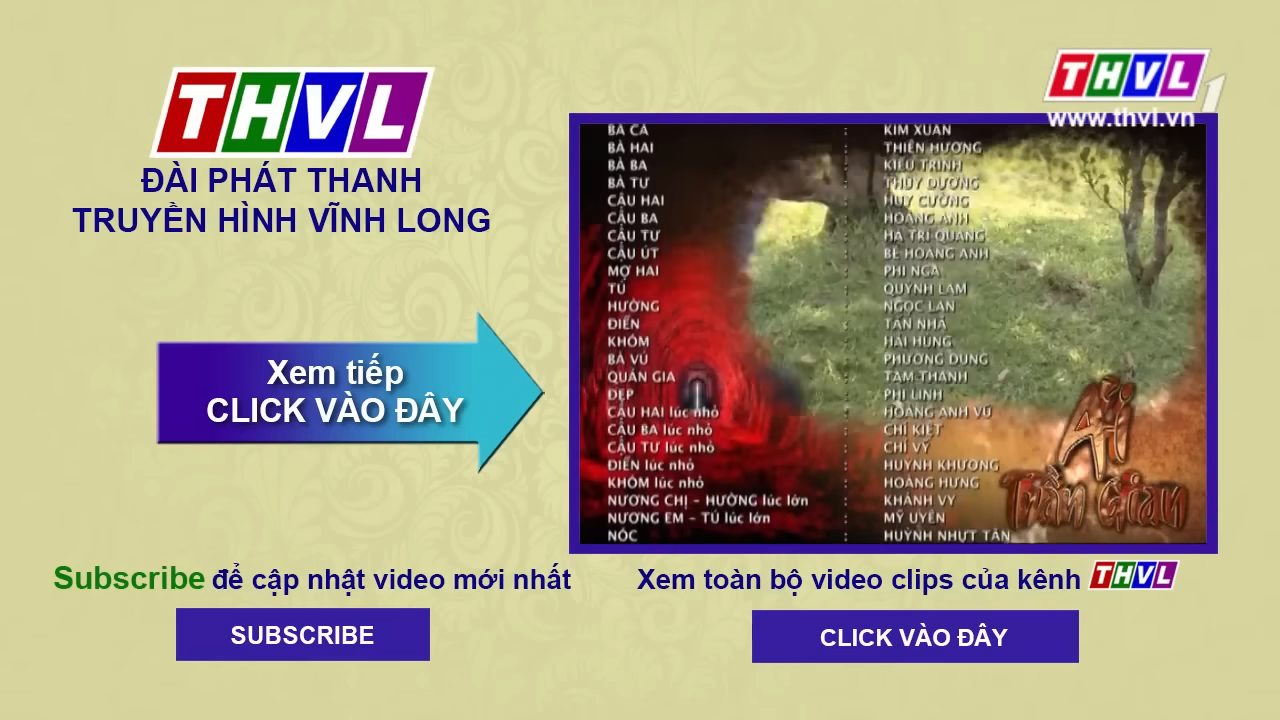 THVL
ĐÀI PHÁT THANH
TRUYỀN HÌNH VĨNH LONG
THVL 1
www.thvl.vn
BÀ CẢ : KIM XUÂN
BÀ HAI : THIÊN HƯƠNG
BÀ BA : KIỀU TRINH
BÀ TƯ : THÙY DƯƠNG
CẬU HAI : HUY CƯỜNG
CẬU BA : HOÀNG ANH
CẬU TƯ : HÀ TRÍ QUANG
CẬU ÚT : BÉ HOÀNG ANH
MỢ HAI : PHI NGA
TÚ : QUỲNH LAM
HƯỜNG : NGỌC LAN
ĐIỀN : TẤN NHÃ
KHÔM : HẢI HÙNG
BÀ VÚ : PHƯƠNG DUNG
QUẢN GIA : TÂM THANH
ĐẸP : PHI LINH
CẬU HAI lúc nhỏ : HOÀNG ANH VŨ
CẬU BA lúc nhỏ : CHÍ KIỆT
CẬU TƯ lúc nhỏ : CHÍ VỸ
ĐIỀN lúc nhỏ : HUỲNH KHƯƠNG
KHÔM lúc nhỏ : HOÀNG HƯNG
NƯƠNG CHỊ - HƯỜNG lúc lớn : KHÁNH VY
NƯƠNG EM - TÚ lúc lớn : MỸ UYÊN
NÓC : HUỲNH NHỰT TÂN
Ải
Trần Gian
Xem tiếp
CLICK VÀO ĐÂY
Subscribe để cập nhật video mới nhất
SUBSCRIBE
Xem toàn bộ video clips của kênh THVL
CLICK VÀO ĐÂY